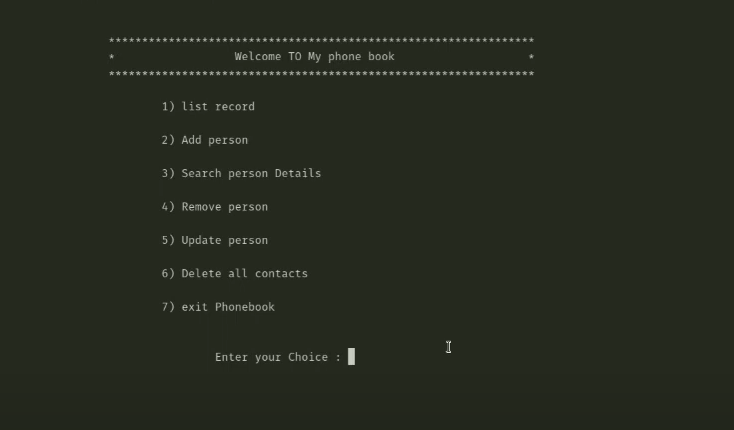 ****************************************************************
* Welcome TO My phone book *
****************************************************************
1) list record
2) Add person
3) Search person Details
4) Remove person
5) Update person
6) Delete all contacts
7) exit Phonebook
Enter your Choice :